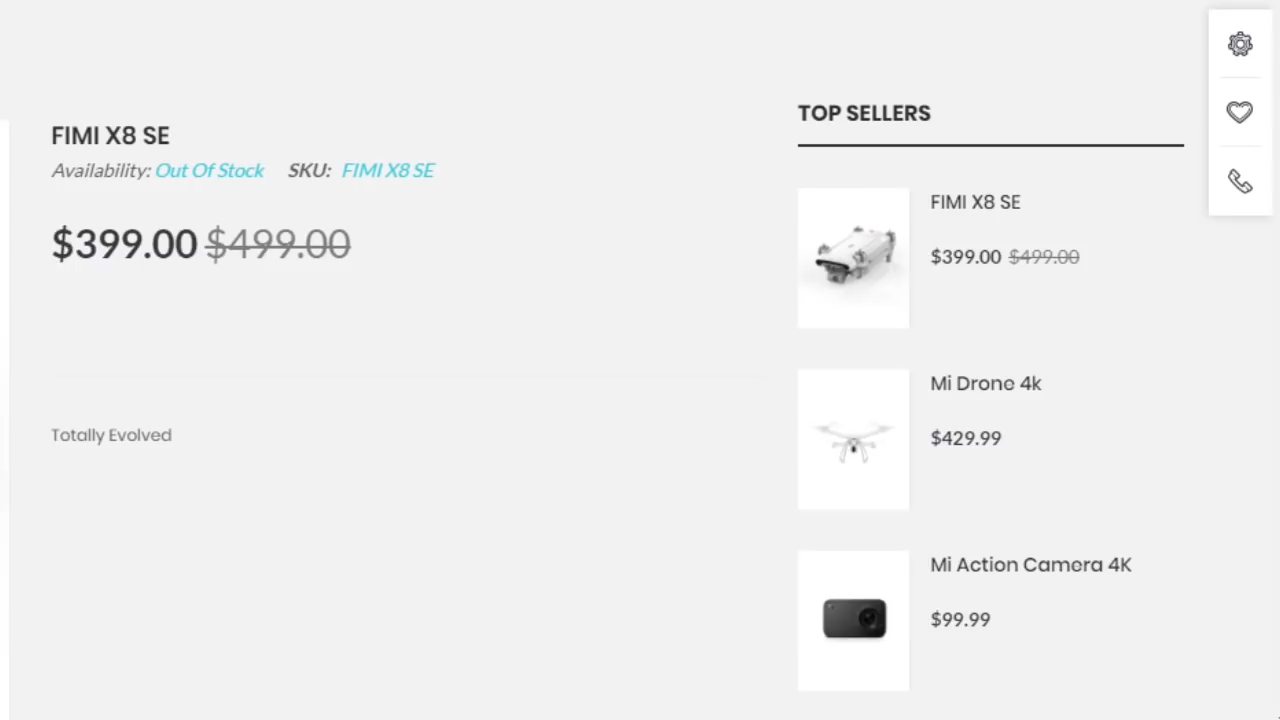 FIMI X8 SE
Availability: Out Of Stock SKU: FIMI X8 SE
$399.00 $499.00
Totally Evolved
TOP SELLERS
FIMI X8 SE
$399.00 $499.00
Mi Drone 4k
$429.99
Mi Action Camera 4K
$99.99